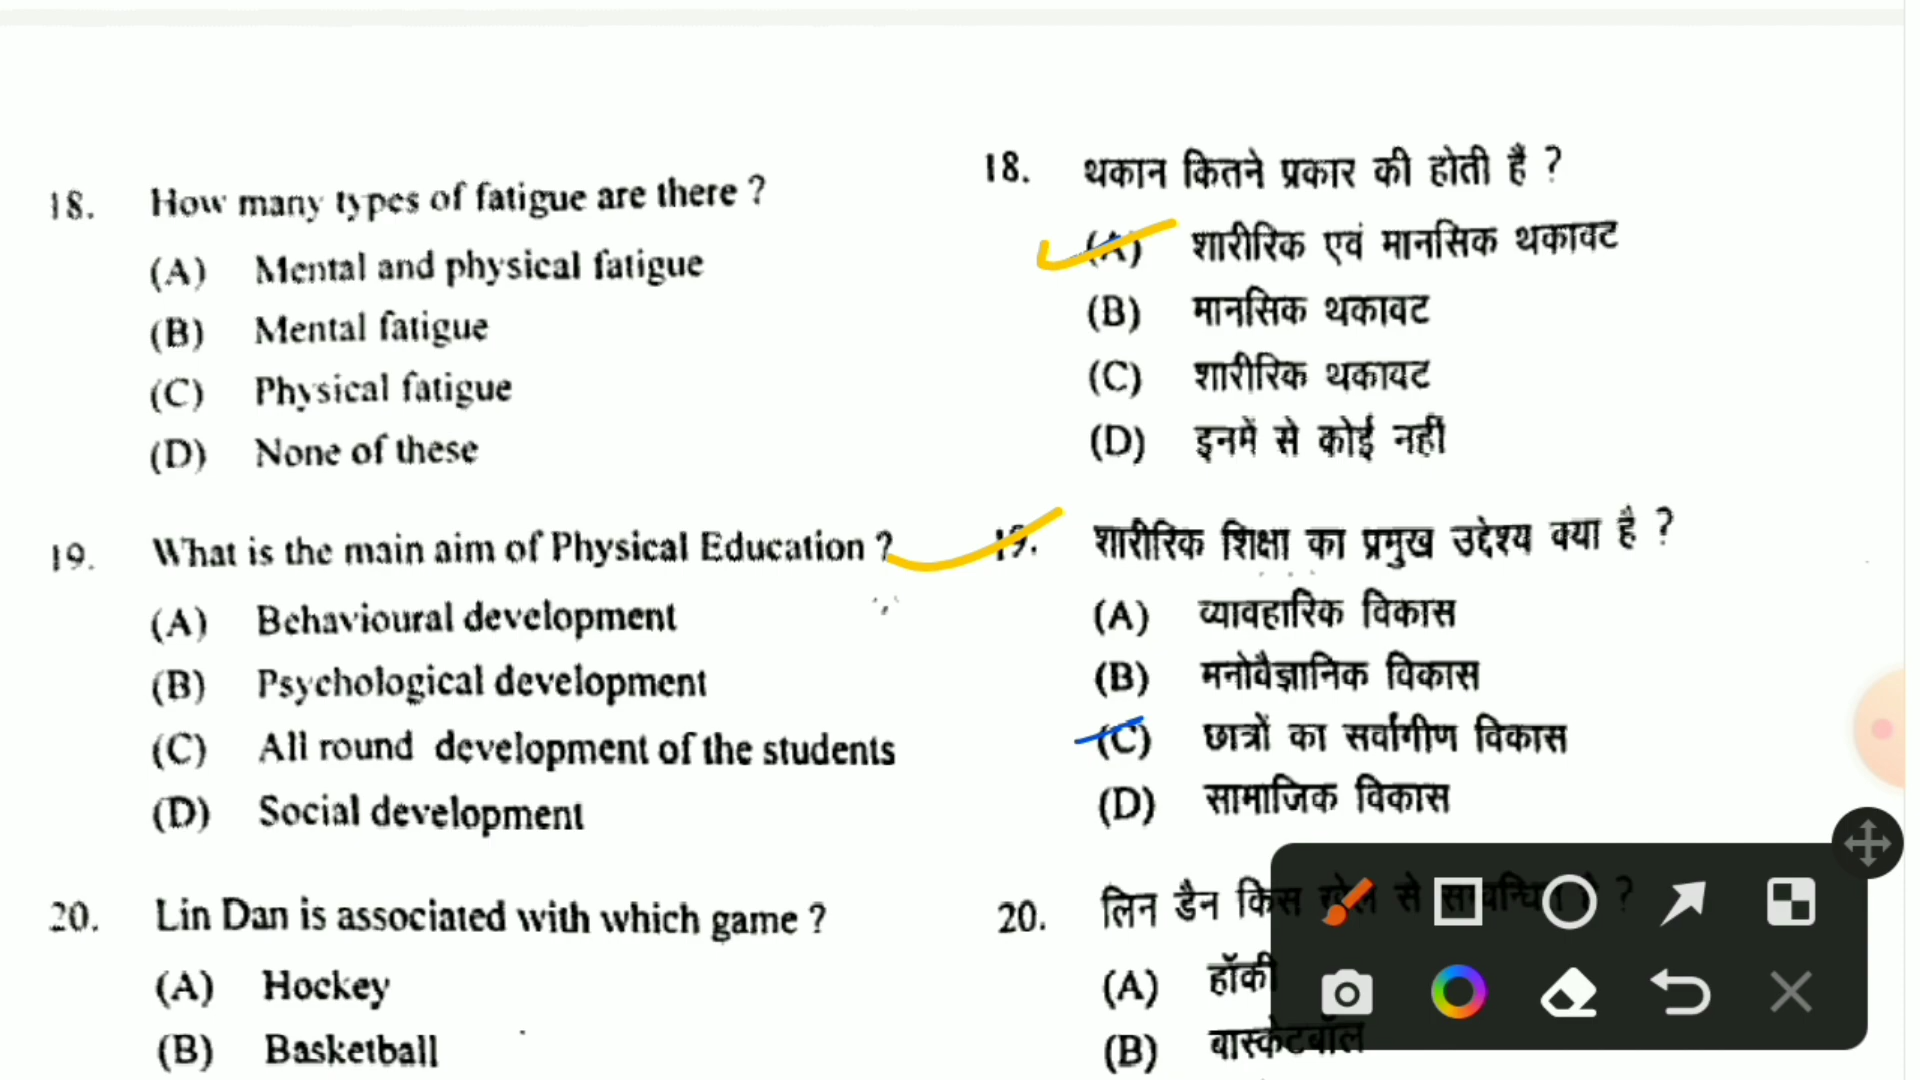 18. How many types of fatigue are there ?
(A) Mental and physical fatigue
(B) Mental fatigue
(C) Physical fatigue
(D) None of these
19. What is the main aim of Physical Education ?
(A) Behavioural development
(B) Psychological development
(C) All round development of the students
(D) Social development
20. Lin Dan is associated with which game ?
(A) Hockey
(B) Basketball
18. थकान कितने प्रकार की होती है ?
(A) शारीरिक एवं मानसिक थकावट
(B) मानसिक थकावट
(C) शारीरिक थकावट
(D) इनमें से कोई नहीं
19. शारीरिक शिक्षा का प्रमुख उद्देश्य क्या है ?
(A) व्यावहारिक विकास
(B) मनोवैज्ञानिक विकास
(C) छात्रों का सर्वांगीण विकास
(D) सामाजिक विकास
20. लिन डैन किस खेल से सम्बन्धित है ?
(A) हॉकी
(B) बास्केटबॉल